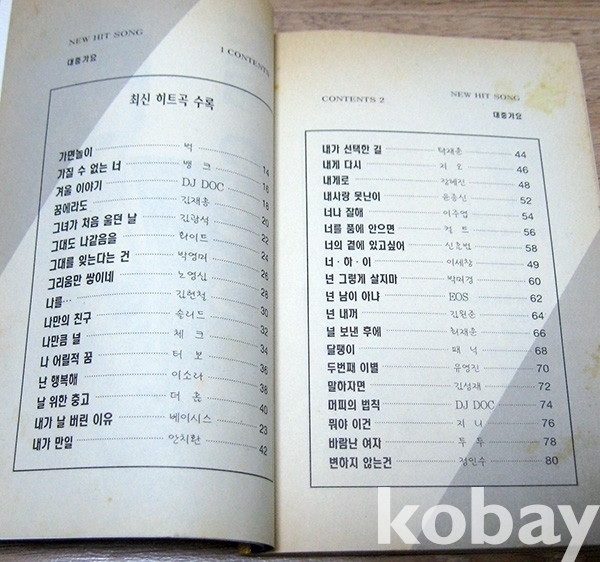 NEW HIT SONG
1 CONTENTS
대중가요
최신 히트곡 수록
가면놀이 벅 14
가질 수 없는 너 뱅크 16
겨울 이야기 DJ DOC 18
꿈에라도 김재홍 20
그녀가 처음 울던 날 김광석 22
그대도 나같음을 화이트 24
그대를 잊는다는 건 박영미 26
그리움만 쌓이네 노영심 28
나를… 김현철 30
나만의 친구 솔리드 32
나만큼 널 체크 34
나 어릴적 꿈 터보 36
난 행복해 이소라 38
날 위한 충고 더 40
내가 날 버린 이유 베이시스 23
내가 만일 안치환 42
CONTENTS 2
NEW HIT SONG
대중가요
내가 선택한 길 탁재훈 44
내게 다시 지오 46
내게로 장혜진 48
내사랑 못난이 윤종신 52
너나 잘해 이주엽 54
너를 품에 안으면 컬트 56
너의 곁에 있고싶어 신효범 58
너·하·이 이세창 49
넌 그렇게 살지마 박미경 60
넌 남이 아냐 EOS 62
넌 내꺼 김원준 64
널 보낸 후에 최재훈 66
달팽이 패닉 68
두번째 이별 유영진 70
말하자면 김성재 72
머피의 법칙 DJ DOC 74
뭐야 이건 지니 76
바람난 여자 두두 78
변하지 않는건 정인수 80
kobay